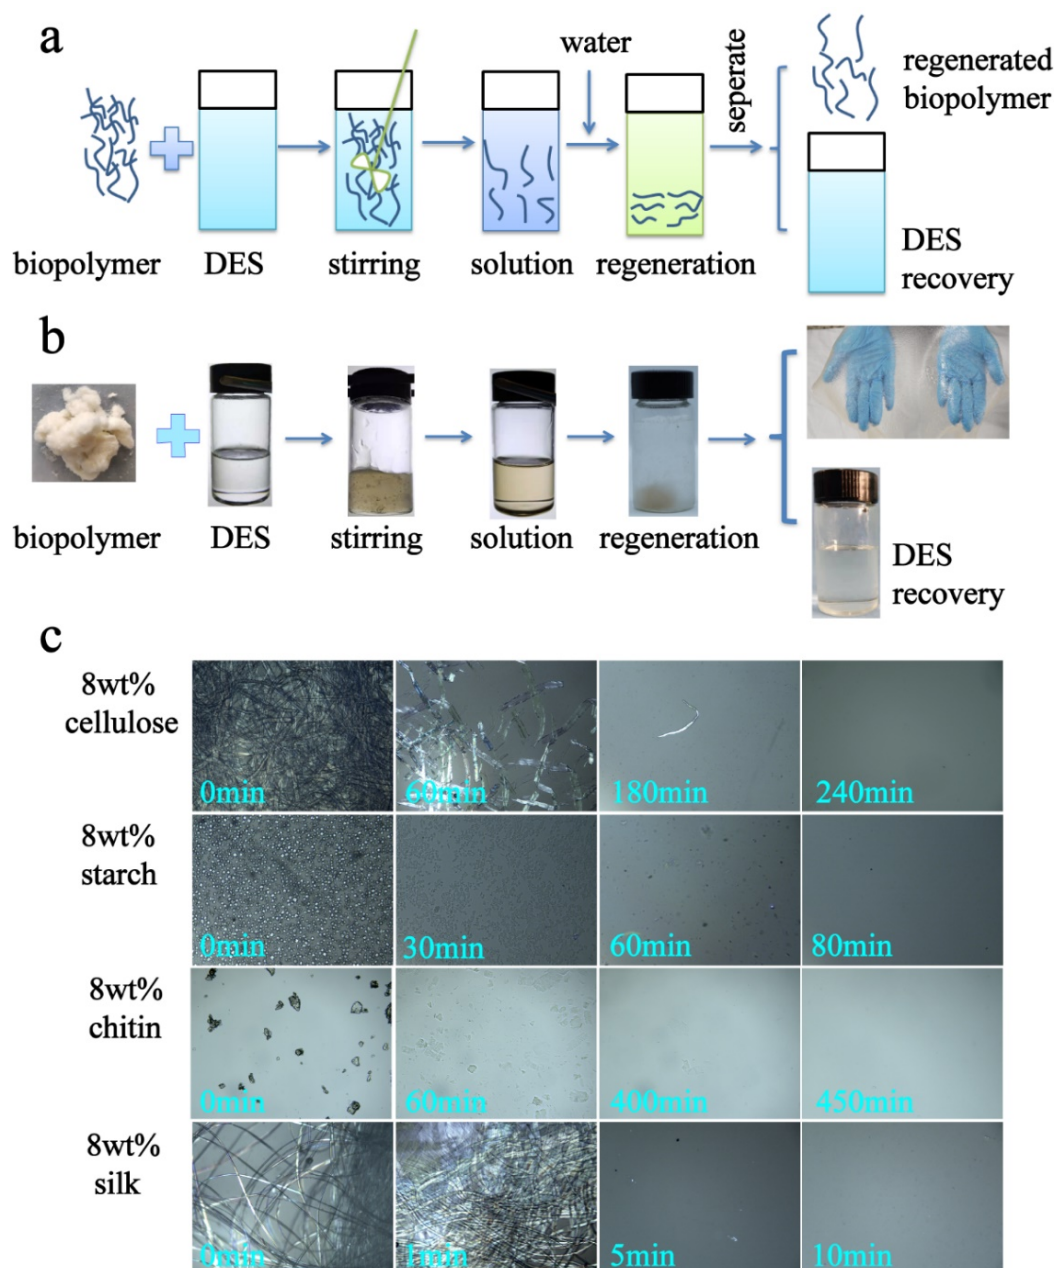 a
water
seperate
regenerated
biopolymer
biopolymer
DES
stirring
solution
regeneration
DES
recovery
b
biopolymer
DES
stirring
solution
regeneration
DES
recovery
c
8wt%
cellulose
0min
60min
180min
240min
8wt%
starch
0min
30min
60min
80min
8wt%
chitin
0min
60min
400min
450min
8wt%
silk
0min
1min
5min
10min